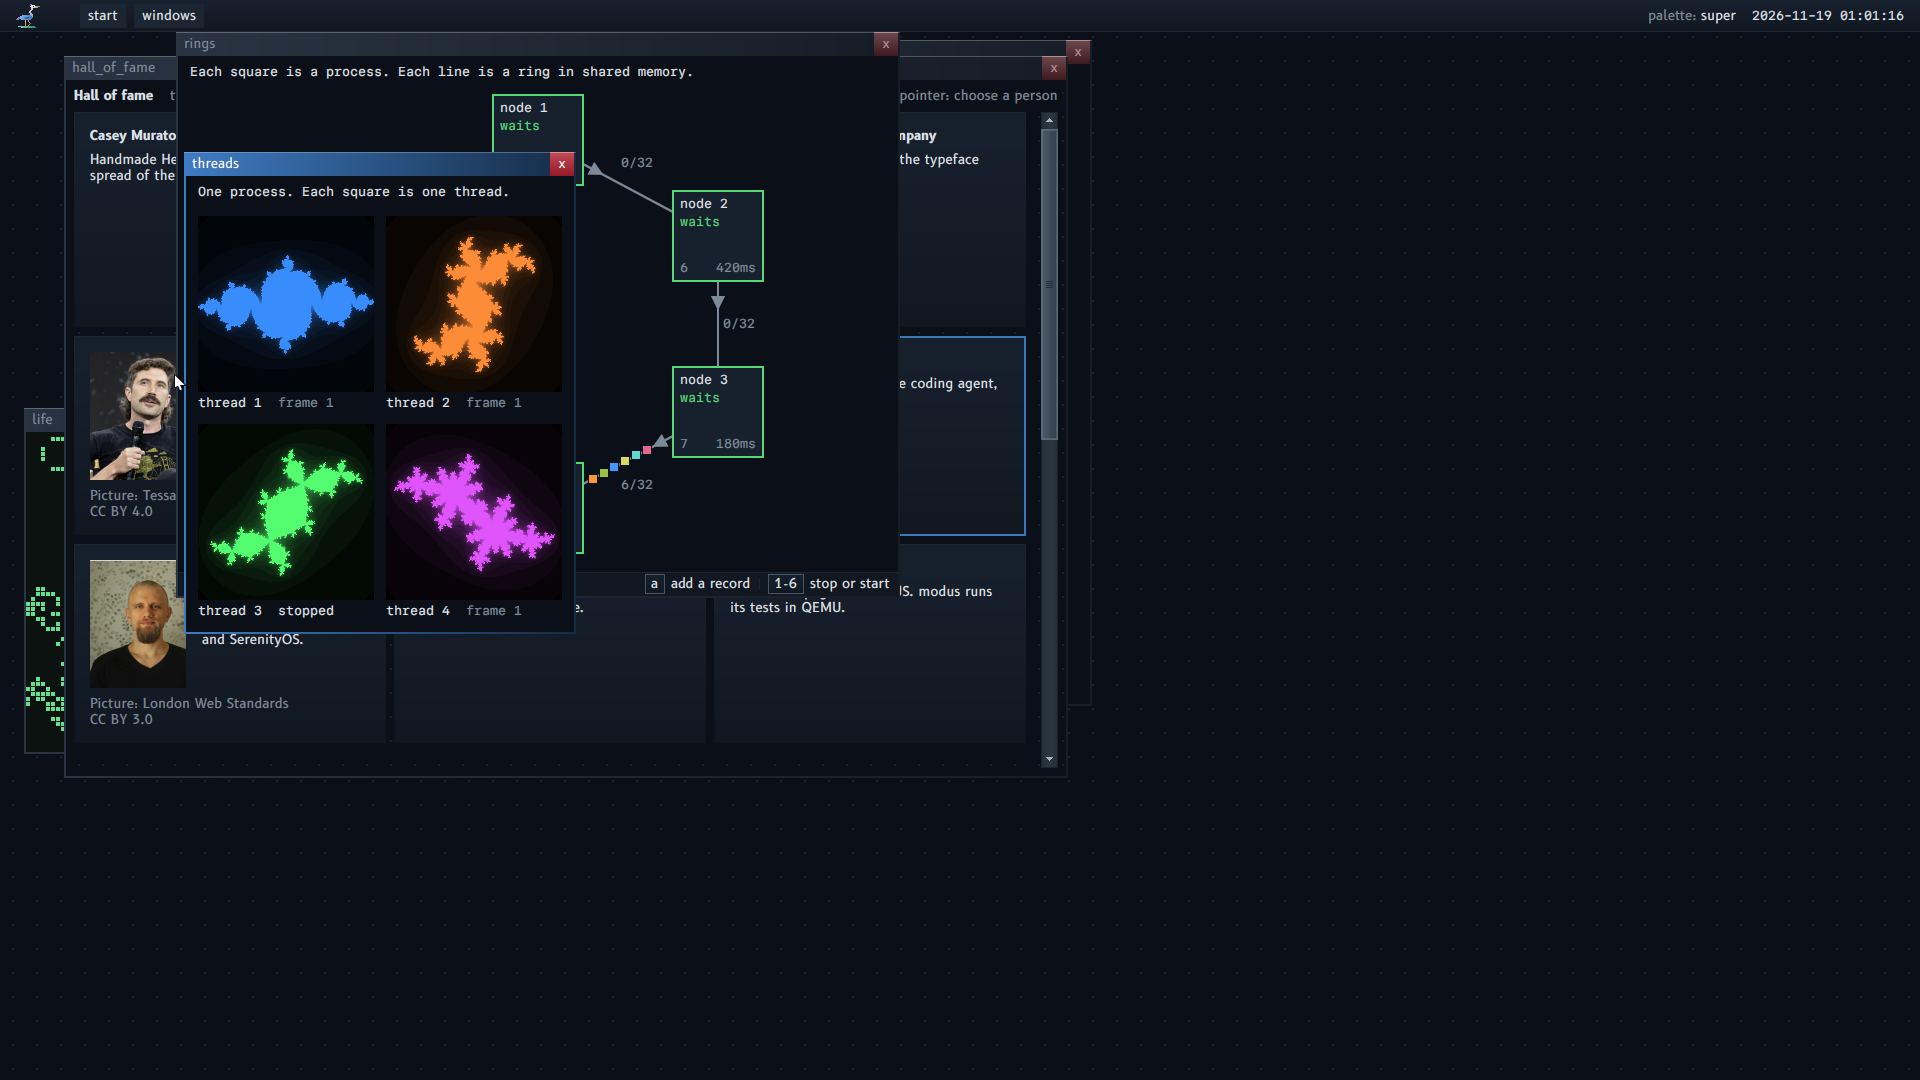 start windows palette: super 2026-11-19 01:01:16
rings x
x
hall_of_fame x
Each square is a process. Each line is a ring in shared memory.
Hall of fame pointer: choose a person
node 1
waits
Casey Murato
Handmade He
spread of the
the typeface
threads x
0/32
One process. Each square is one thread.
node 2
waits
6 420ms
0/32
node 3
waits
7 180ms
6/32
e coding agent,
thread 1 frame 1
thread 2 frame 1
thread 3 stopped
thread 4 frame 1
life
Picture: Tessa
CC BY 4.0
a add a record 1-6 stop or start
JS. modus runs
its tests in QEMU.
e.
and SerenityOS.
Picture: London Web Standards
CC BY 3.0